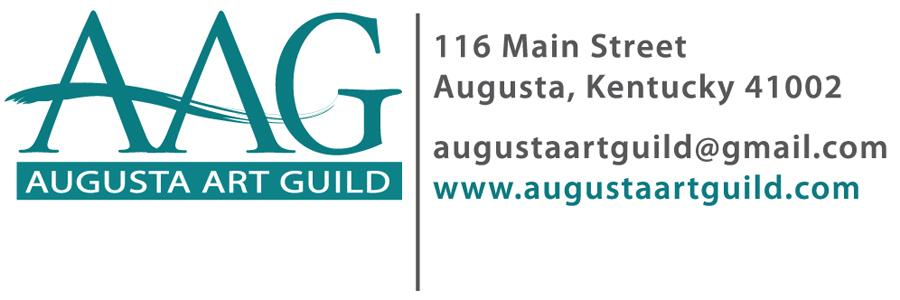 AAG
AUGUSTA ART GUILD
116 Main Street
Augusta, Kentucky 41002
augustaartguild@gmail.com
www.augustaartguild.com